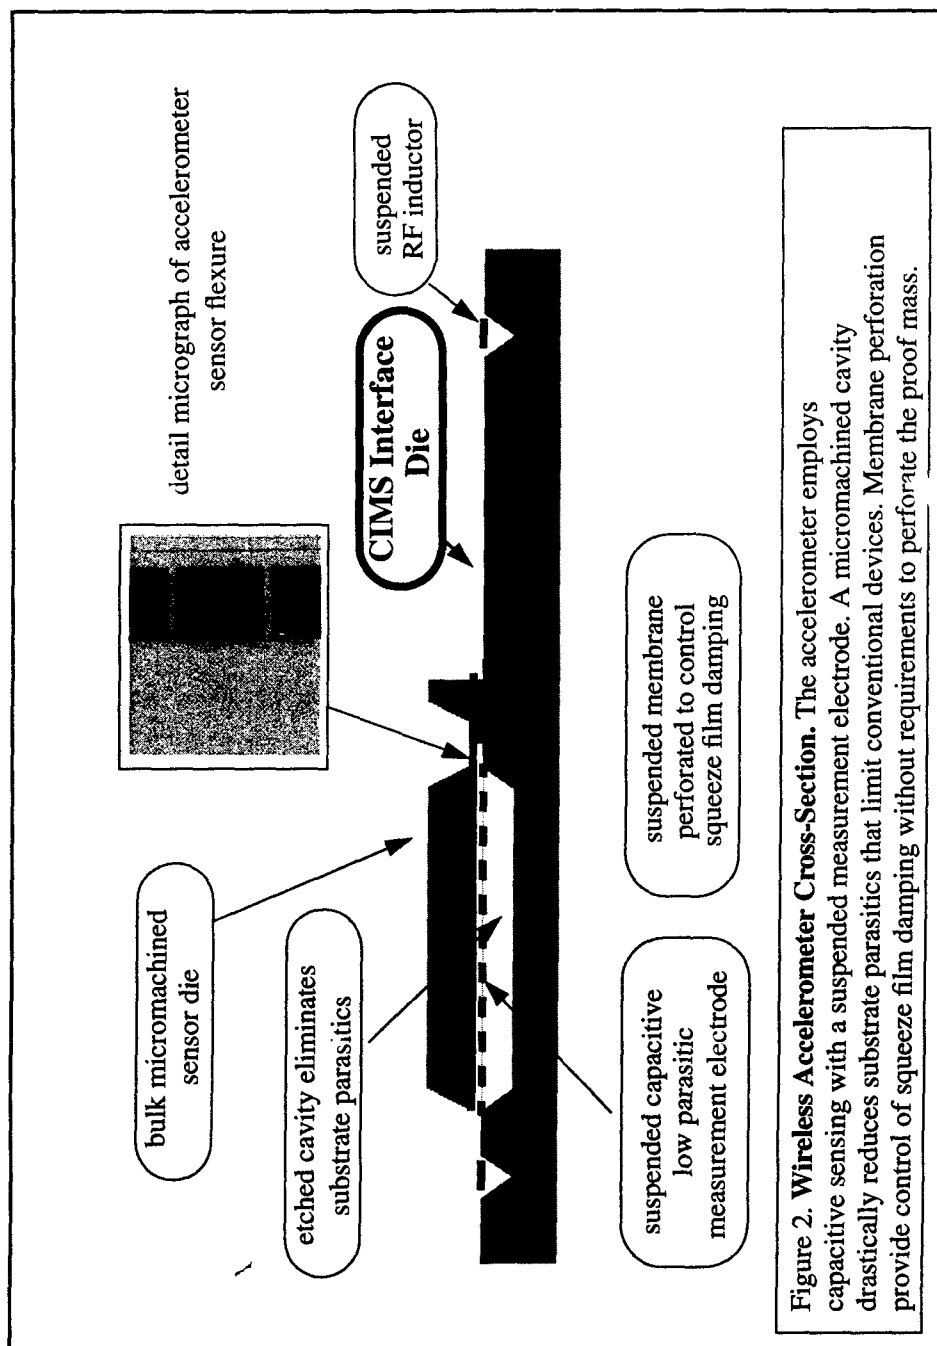 detail micrograph of accelerometer
sensor flexure
bulk micromachined
sensor die
suspended
RF inductor
etched cavity eliminates
substrate parasitics
CIMS Interface
Die
suspended capacitive
low parasitic
measurement electrode
suspended membrane
perforated to control
squeeze film damping
Figure 2. Wireless Accelerometer Cross-Section. The accelerometer employs
capacitive sensing with a suspended measurement electrode. A micromachined cavity
drastically reduces substrate parasitics that limit conventional devices. Membrane perforation
provide control of squeeze film damping without requirements to perforate the proof mass.